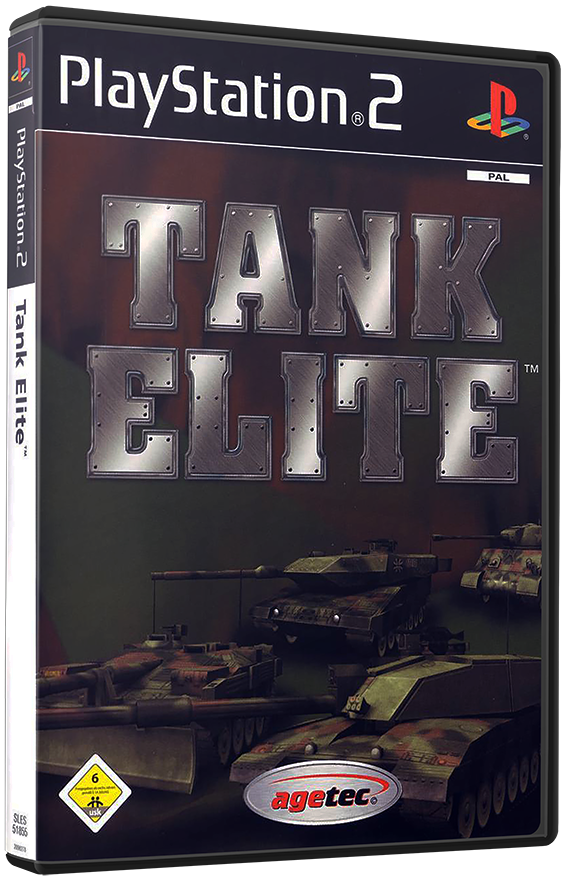 PAL
PlayStation®2
Tank Elite™
SLES
51855
PlayStation®2
PAL
TANK
ELITE™
6
usk
agetec©